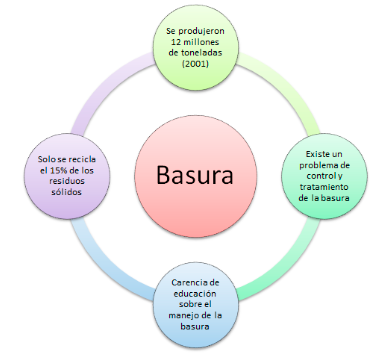 Se produjeron
12 millones
de toneladas
(2001)
Existe un
problema de
control y
tratamiento
de la basura
Carencia de
educación
sobre el
manejo de la
basura
Solo se recicla
el 15% de los
residuos
sólidos
Basura